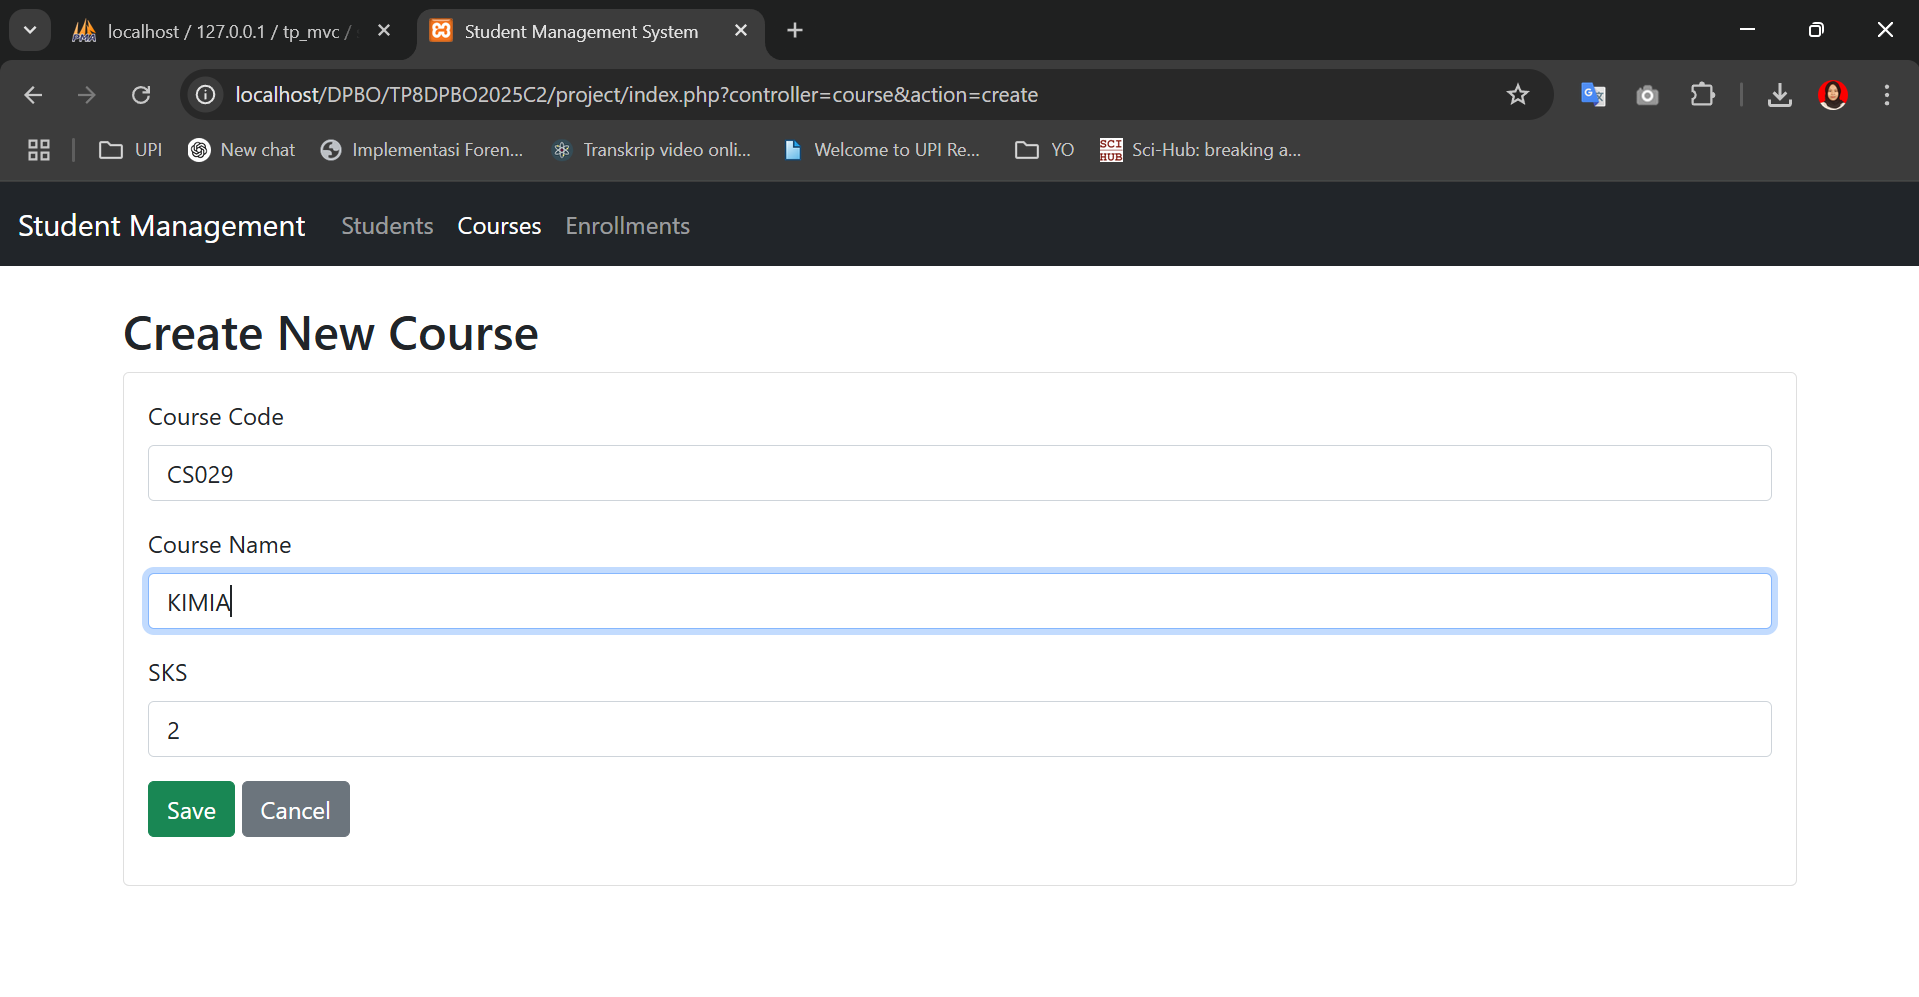 localhost / 127.0.0.1 / tp_mvc /
Student Management System
localhost/DPBO/TP8DPBO2025C2/project/index.php?controller=course&action=create
UPI
New chat
Implementasi Foren...
Transkrip video onli...
Welcome to UPI Re...
YO
SCI HUB
Sci-Hub: breaking a...
Student Management
Students
Courses
Enrollments
Create New Course
Course Code
CS029
Course Name
KIMIA
SKS
2
Save
Cancel